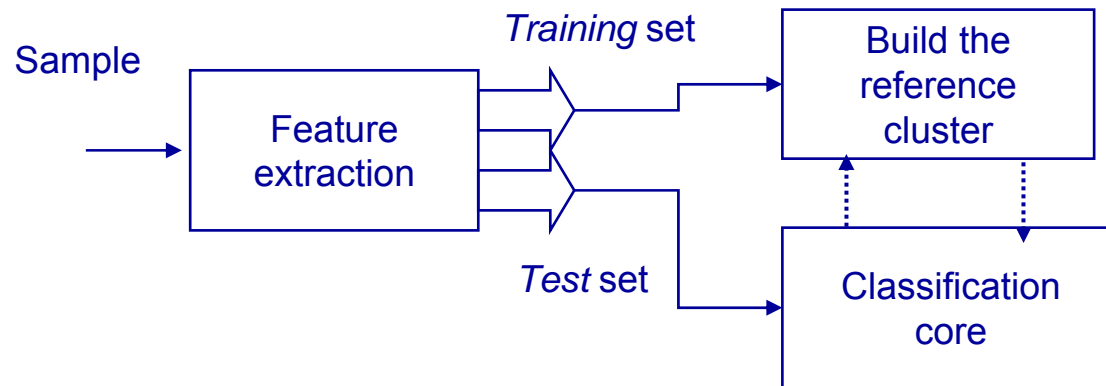 Sample
Feature
extraction
Training set
Test set
Build the
reference
cluster
Classification
core